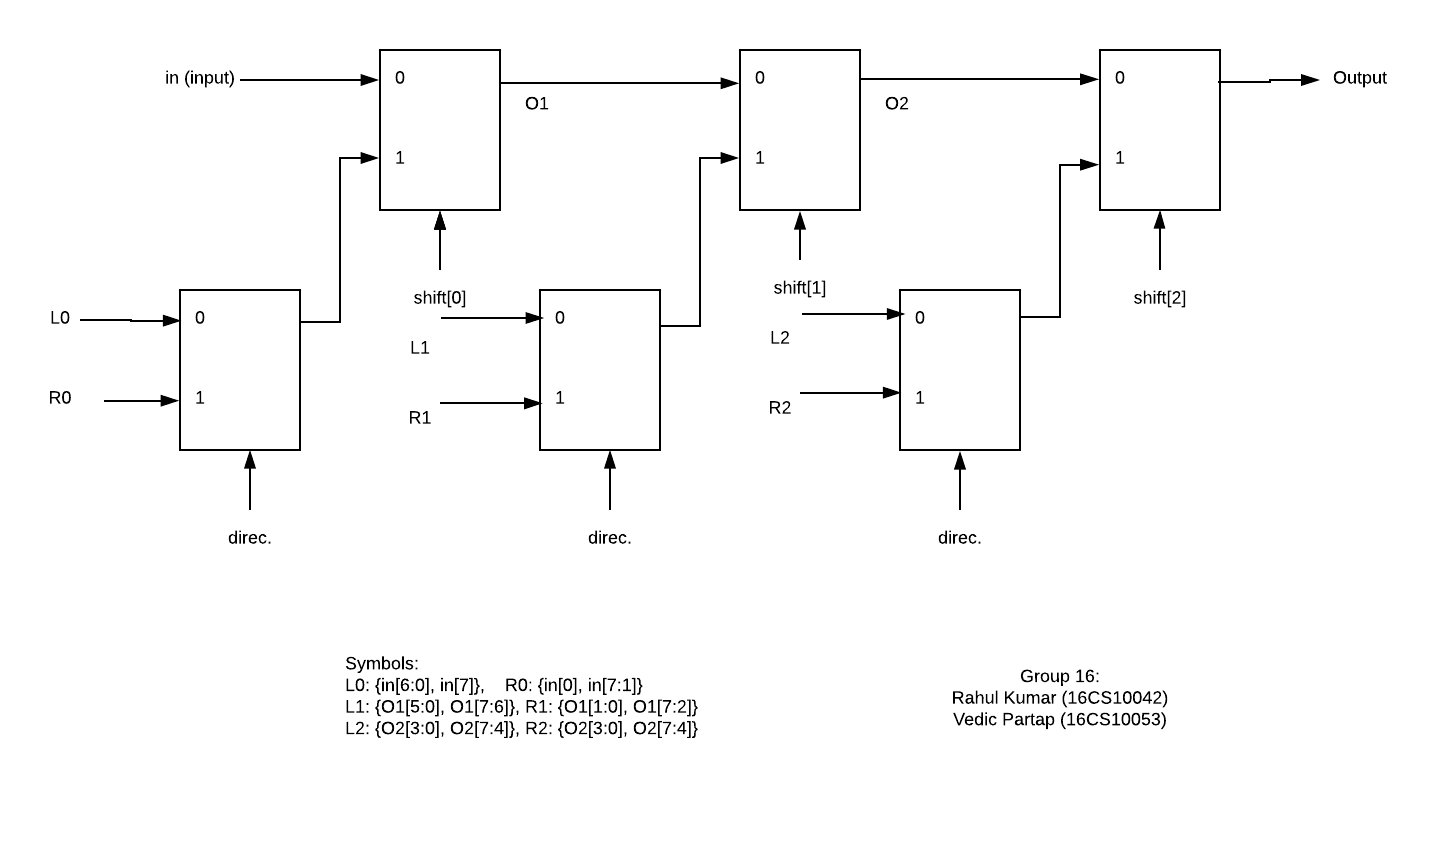 in (input)
0
1
O1
0
1
O2
0
1
Output
shift[0]
shift[1]
shift[2]
L0
R0
0
1
L1
R1
0
1
L2
R2
0
1
direc.
direc.
direc.
Symbols:
L0: {in[6:0], in[7]}, R0: {in[0], in[7:1]}
L1: {O1[5:0], O1[7:6]}, R1: {O1[1:0], O1[7:2]}
L2: {O2[3:0], O2[7:4]}, R2: {O2[3:0], O2[7:4]}
Group 16:
Rahul Kumar (16CS10042)
Vedic Partap (16CS10053)